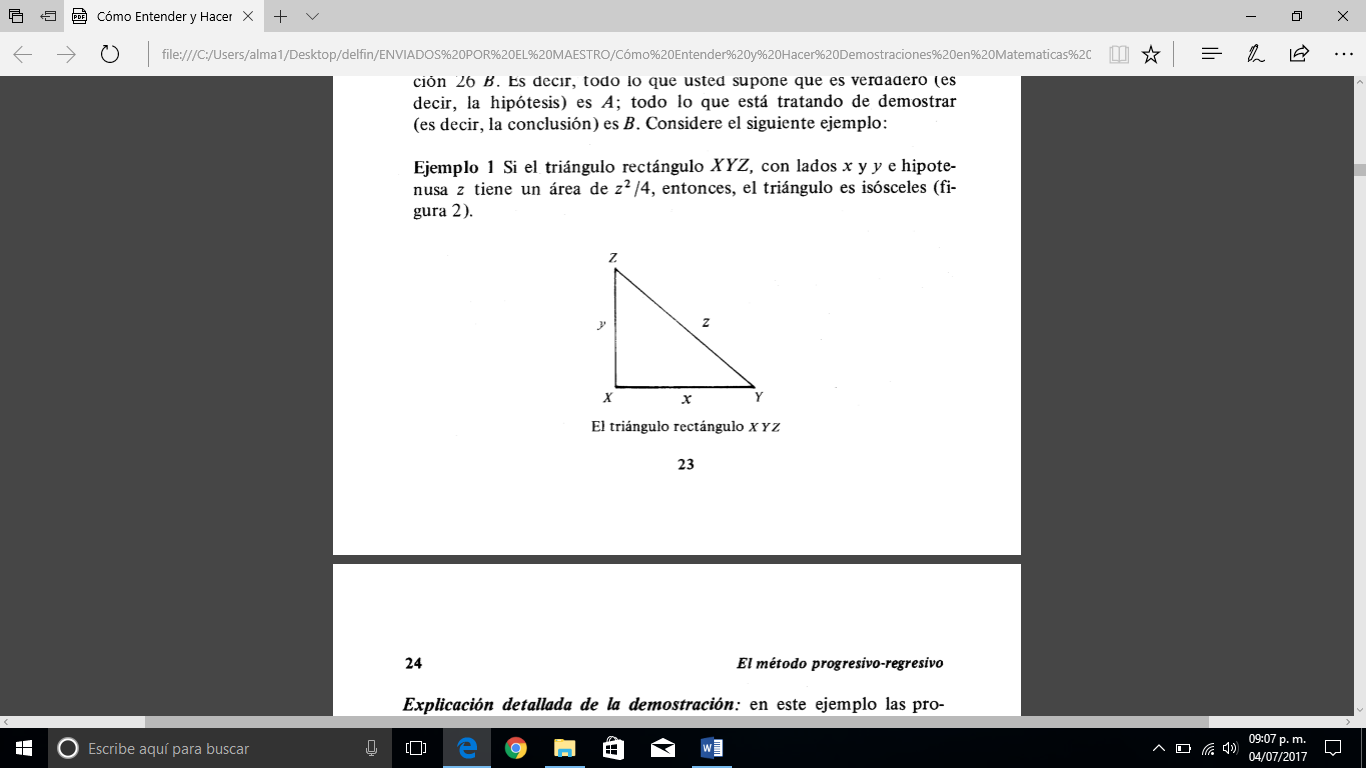 Cómo Entender y Hacer
file:///C:/Users/alma1/Desktop/delfin/ENVIADOS%20POR%20EL%20MAESTRO/Cómo%20Entender%20y%20Hacer%20Demostraciones%20en%20Matematicas%20
ción 26 B. Es decir, todo lo que usted supone que es verdadero (es
decir, la hipótesis) es A; todo lo que está tratando de demostrar
(es decir, la conclusión) es B. Considere el siguiente ejemplo:
Ejemplo 1 Si el triángulo rectángulo XYZ, con lados x y y e hipote-
nusa z tiene un área de z²/4, entonces, el triángulo es isósceles (fi-
gura 2).
Z
y
z
X
x
Y
El triángulo rectángulo XYZ
23
24
El método progresivo-regresivo
Explicación detallada de la demostración: en este ejemplo las pro-
Escribe aquí para buscar
09:07 p. m.
04/07/2017